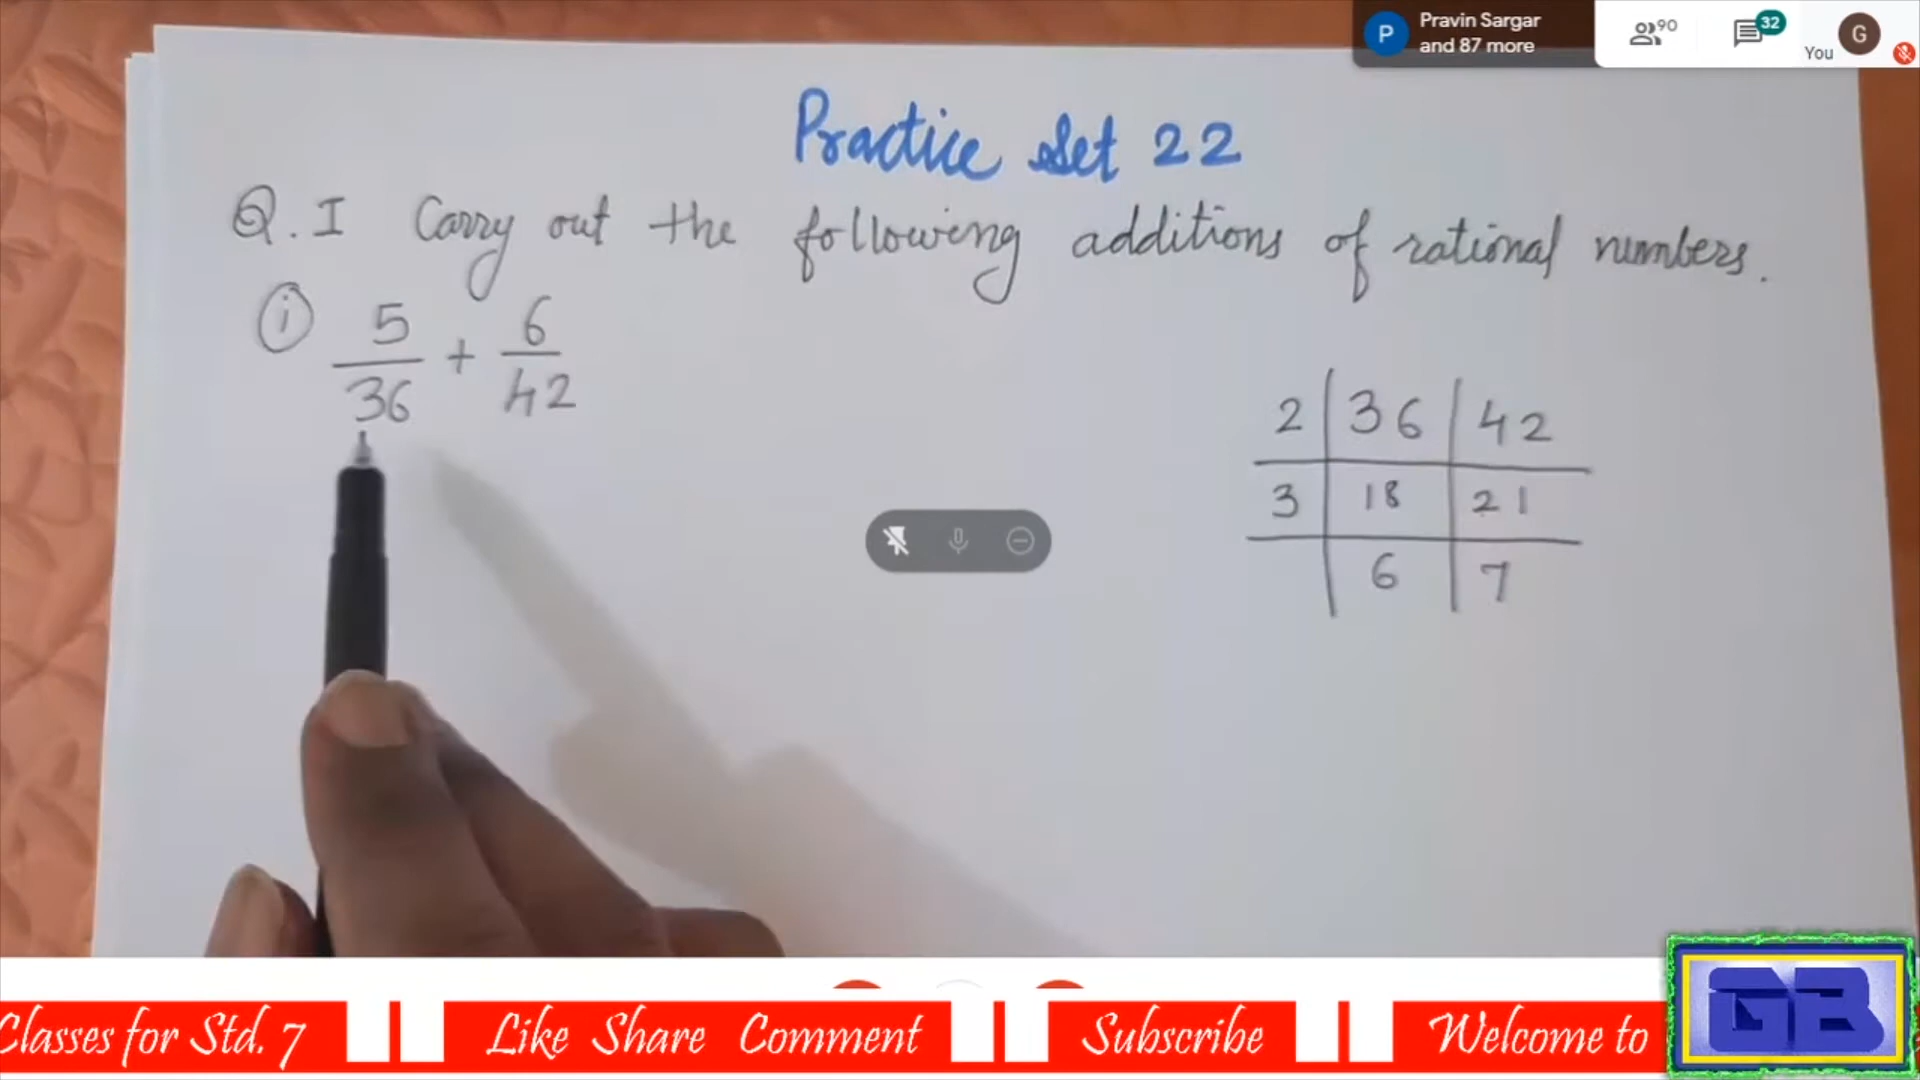 Pravin Sargar
and 87 more
90
32
You
G
P
Practice Set 22
Q.I Carry out the following additions of rational numbers.
i 5/36 + 6/42
2 | 36 | 42
3 | 18 | 21
6 | 7
Classes for Std. 7
Like Share Comment
Subscribe
Welcome to
GB